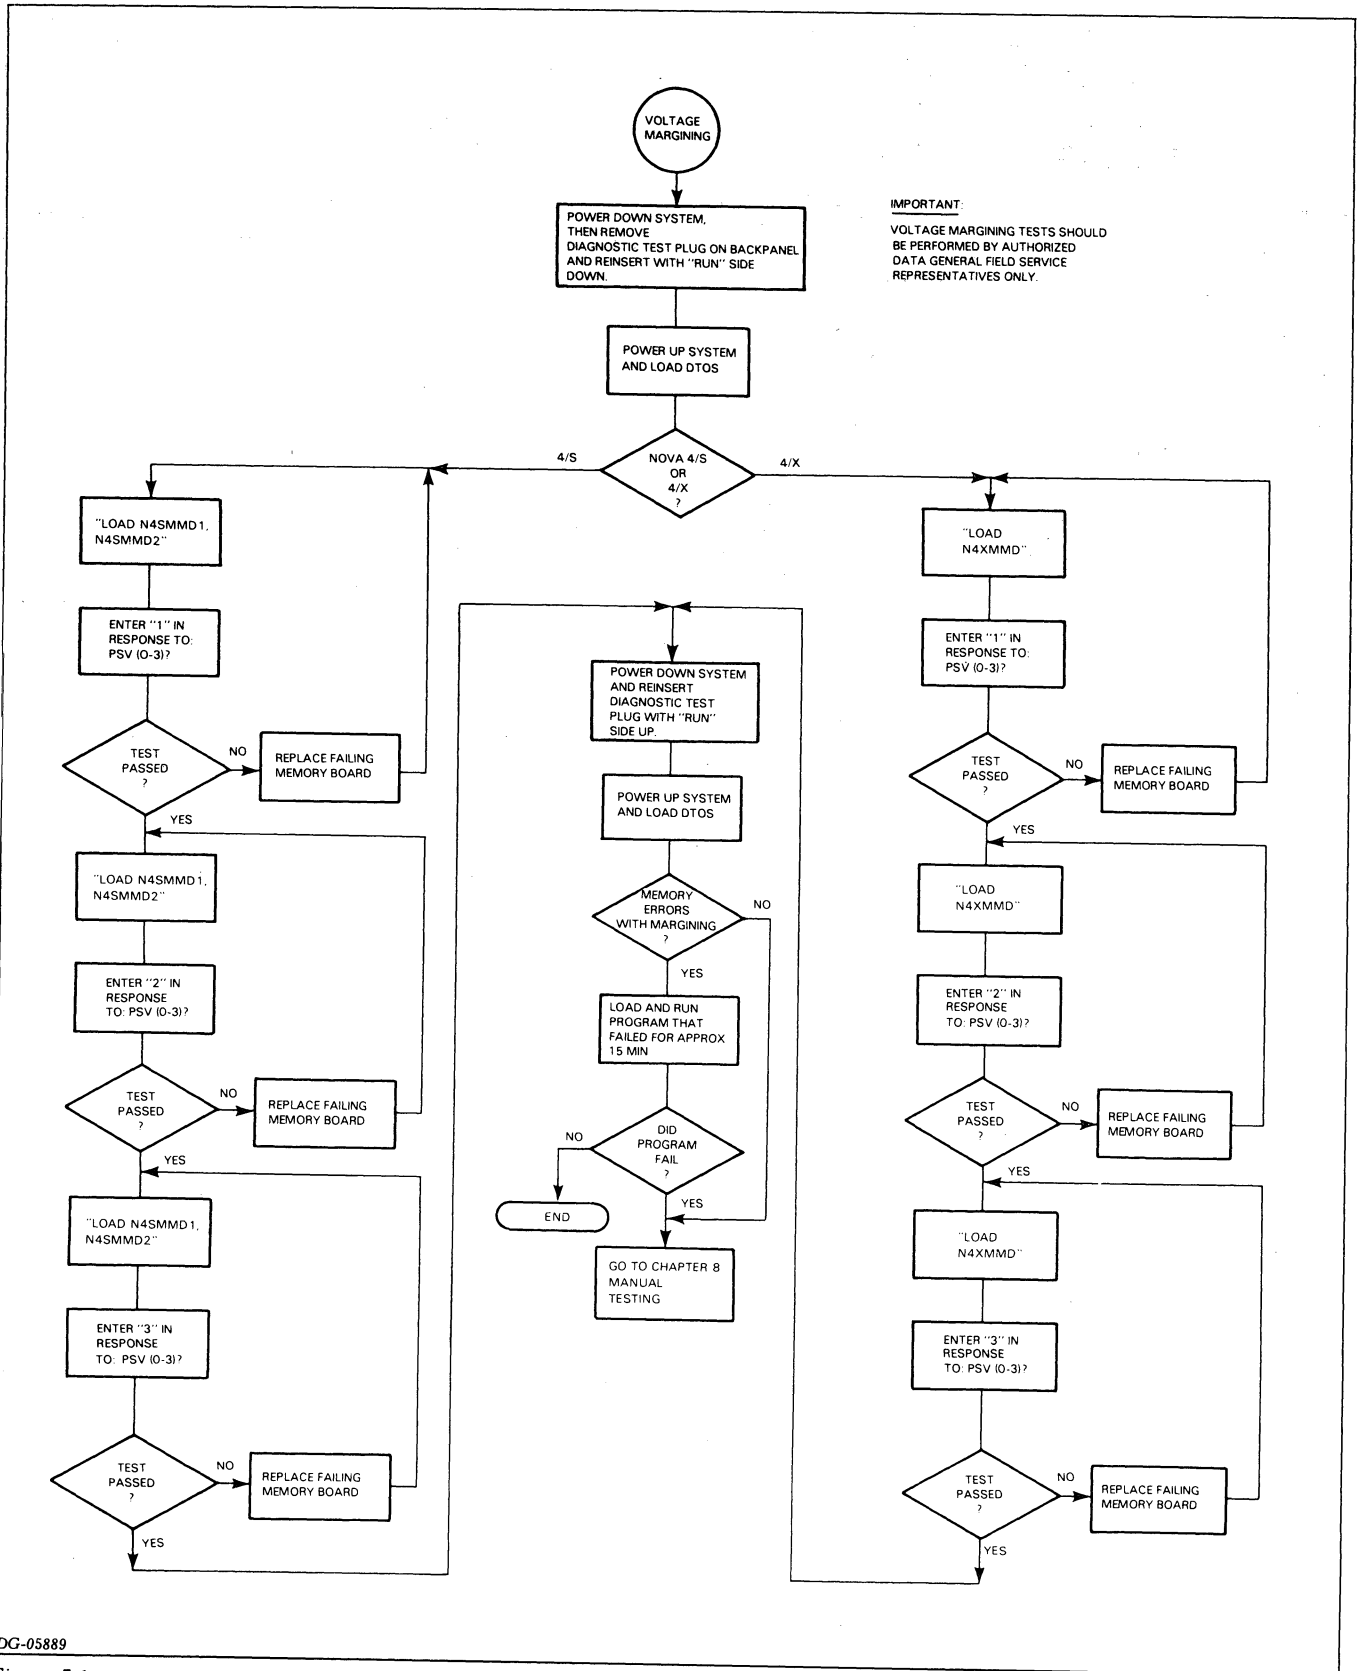 VOLTAGE
MARGINING
POWER DOWN SYSTEM,
THEN REMOVE
DIAGNOSTIC TEST PLUG ON BACKPANEL
AND REINSERT WITH "RUN" SIDE
DOWN.
IMPORTANT:
VOLTAGE MARGINING TESTS SHOULD
BE PERFORMED BY AUTHORIZED
DATA GENERAL FIELD SERVICE
REPRESENTATIVES ONLY.
POWER UP SYSTEM
AND LOAD DTOS
NOVA 4/S
OR
4/X
?
4/S
4/X
"LOAD N4SMMD1,
N4SMMD2"
ENTER "1" IN
RESPONSE TO:
PSV (0-3)?
TEST
PASSED
?
NO
REPLACE FAILING
MEMORY BOARD
YES
"LOAD N4SMMD1,
N4SMMD2"
ENTER "2" IN
RESPONSE
TO: PSV (0-3)?
TEST
PASSED
?
NO
REPLACE FAILING
MEMORY BOARD
YES
"LOAD N4SMMD1,
N4SMMD2"
ENTER "3" IN
RESPONSE
TO: PSV (0-3)?
TEST
PASSED
?
NO
REPLACE FAILING
MEMORY BOARD
YES
POWER DOWN SYSTEM
AND REINSERT
DIAGNOSTIC TEST
PLUG WITH "RUN"
SIDE UP.
POWER UP SYSTEM
AND LOAD DTOS
MEMORY
ERRORS
WITH MARGINING
?
NO
YES
LOAD AND RUN
PROGRAM THAT
FAILED FOR APPROX
15 MIN
DID
PROGRAM
FAIL
?
NO
END
YES
GO TO CHAPTER 8
MANUAL
TESTING
"LOAD
N4XMMD"
ENTER "1" IN
RESPONSE TO:
PSV (0-3)?
TEST
PASSED
?
NO
REPLACE FAILING
MEMORY BOARD
YES
"LOAD
N4XMMD"
ENTER "2" IN
RESPONSE
TO: PSV (0-3)?
TEST
PASSED
?
NO
REPLACE FAILING
MEMORY BOARD
YES
"LOAD
N4XMMD"
ENTER "3" IN
RESPONSE
TO: PSV (0-3)?
TEST
PASSED
?
NO
REPLACE FAILING
MEMORY BOARD
YES
DG-05889